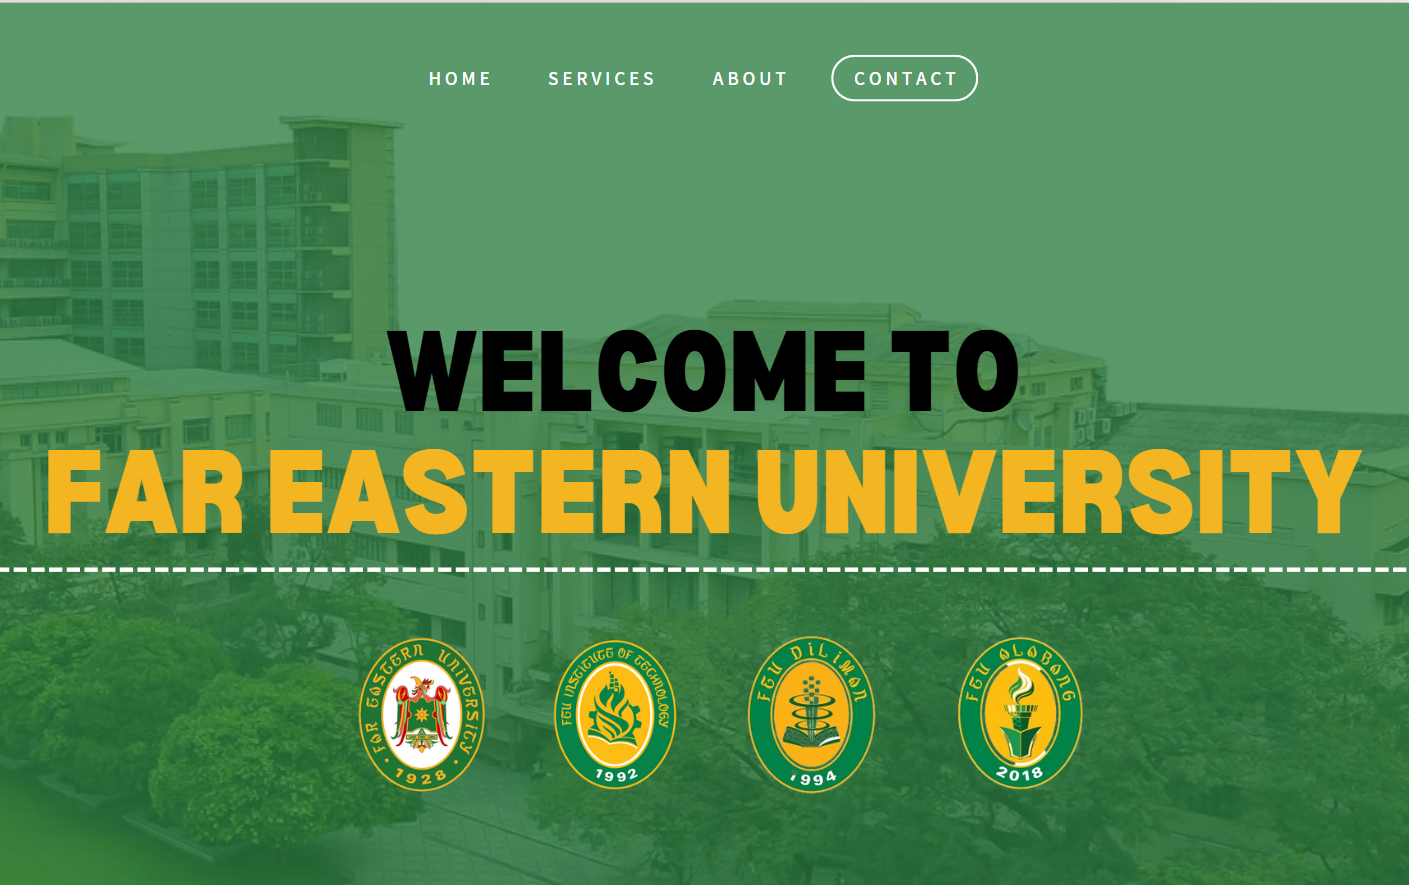 HOME SERVICES ABOUT CONTACT
WELCOME TO
FAR EASTERN UNIVERSITY
FAR EASTERN UNIVERSITY
1928
FEU INSTITUTE OF TECHNOLOGY
1992
FEU DILIMAN
1994
FEU ALABANG
2018